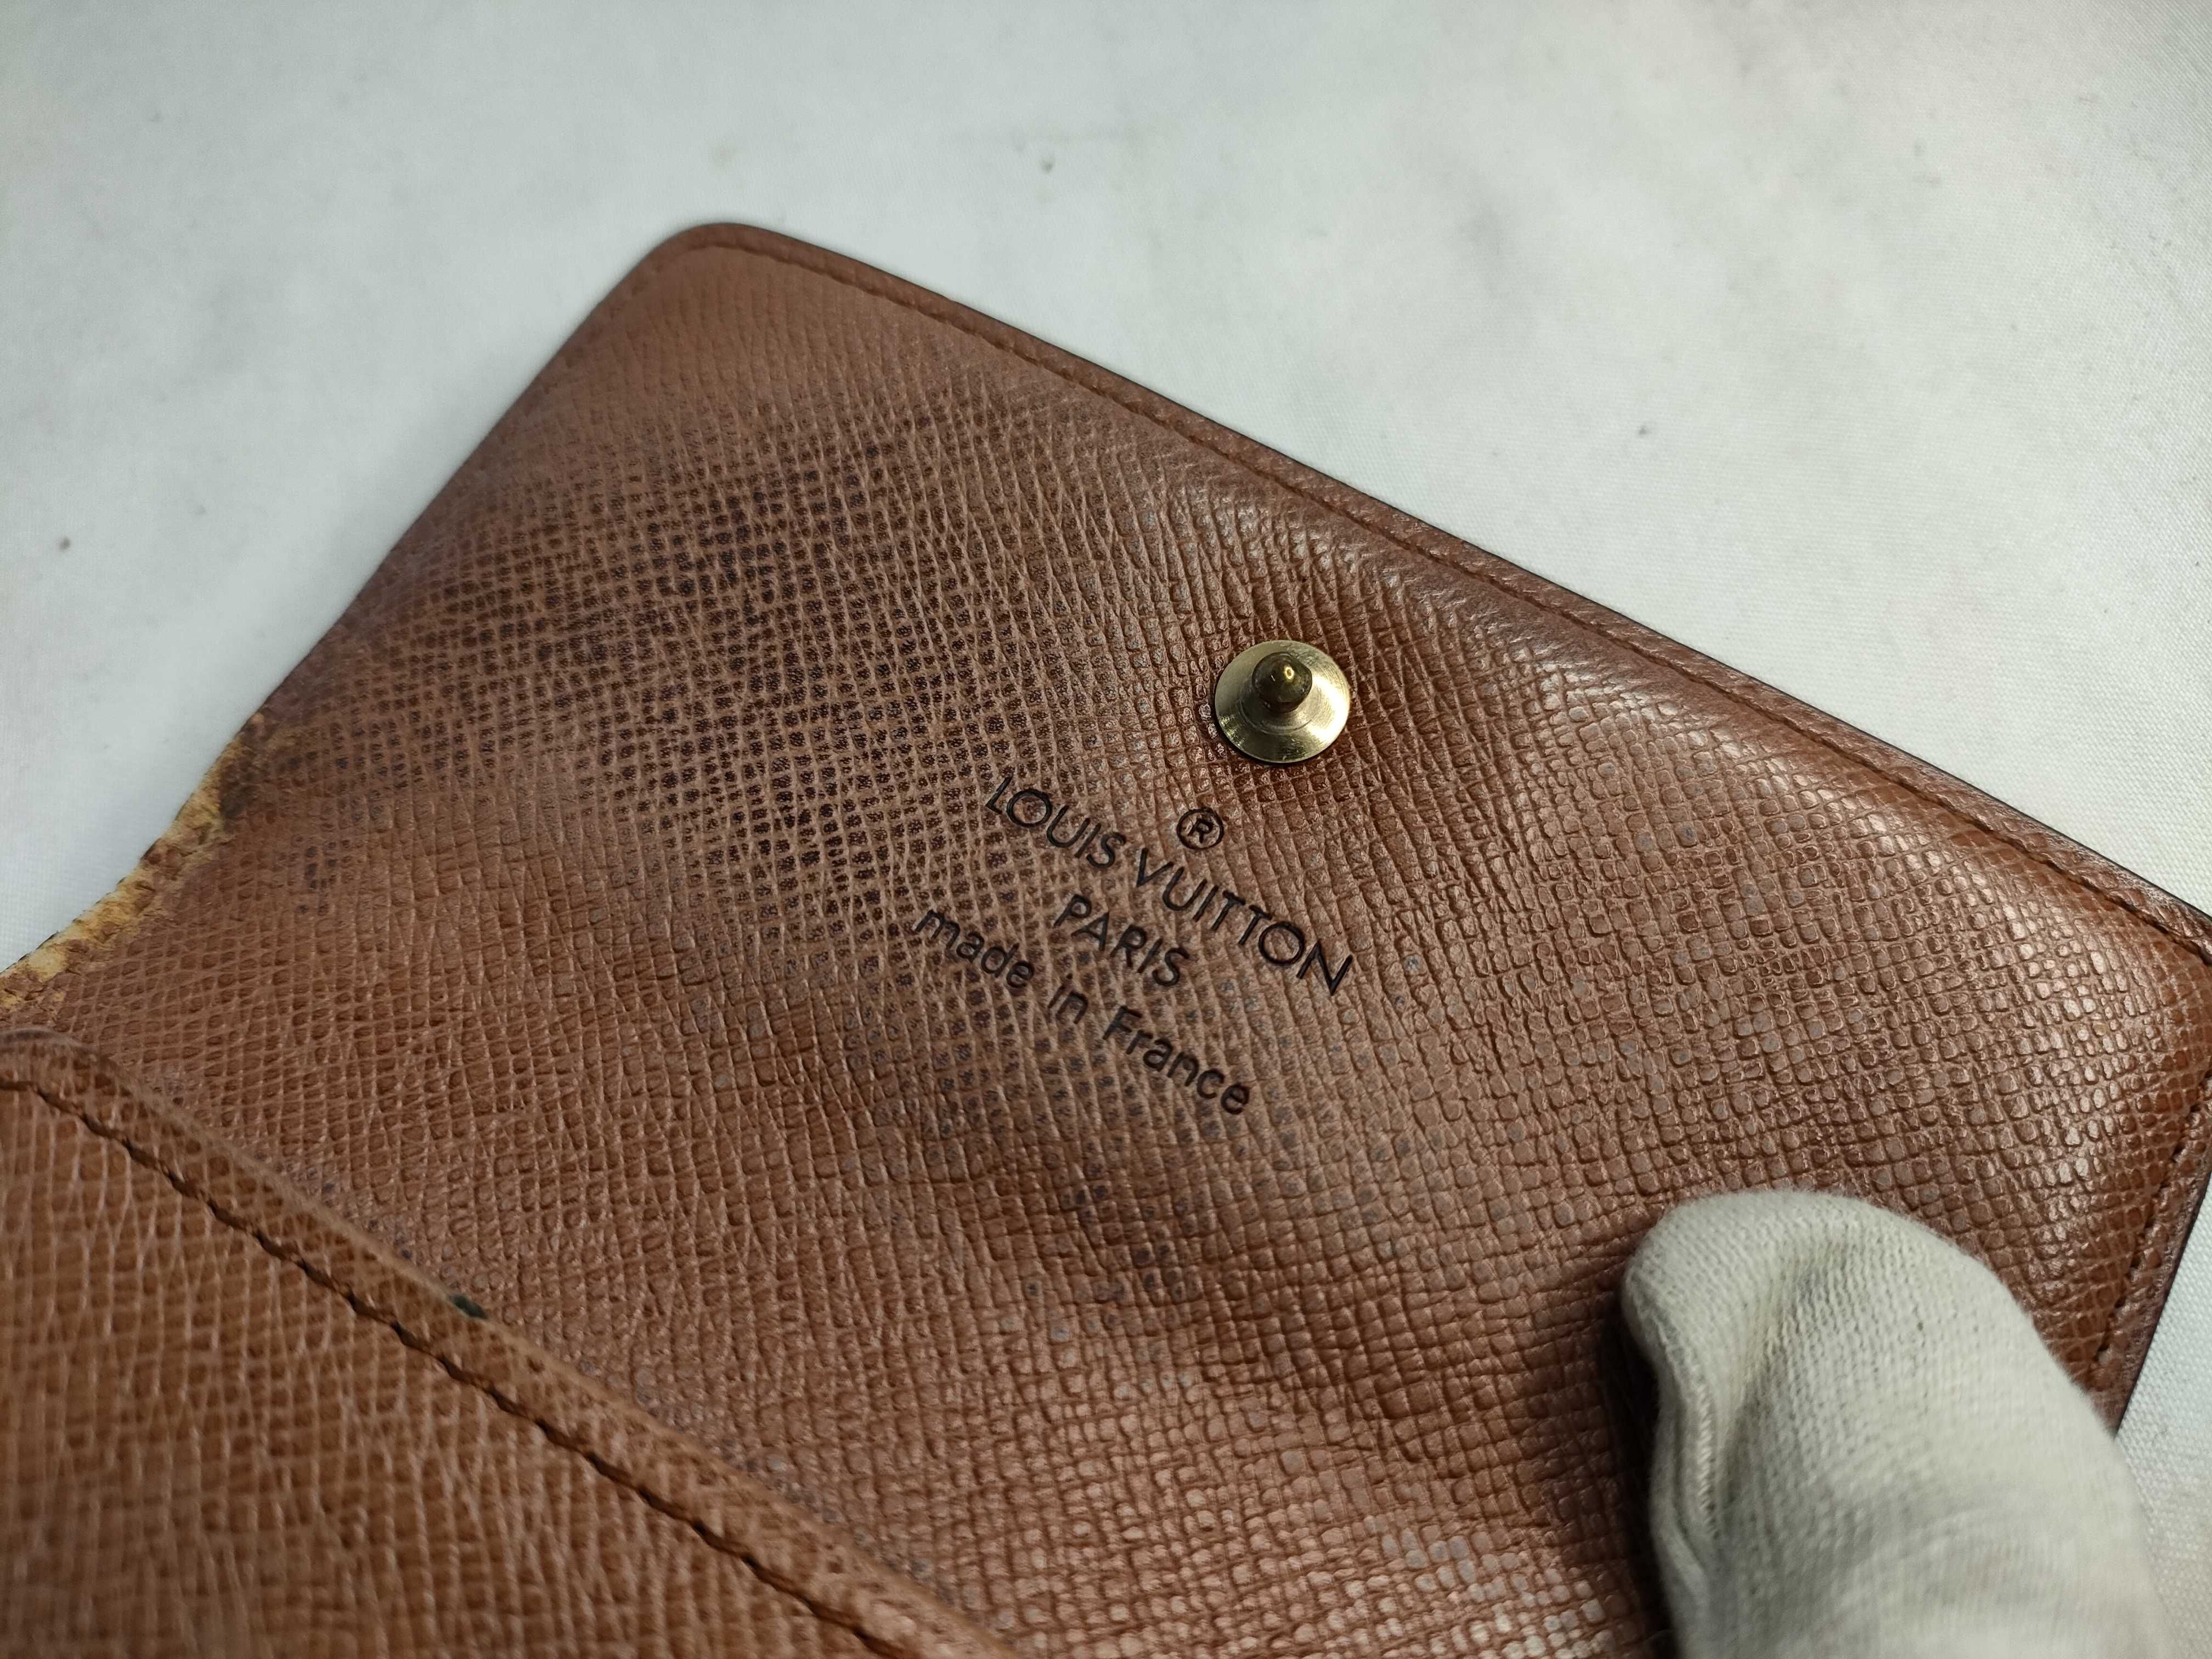 ®
LOUIS VUITTON
PARIS
made in France